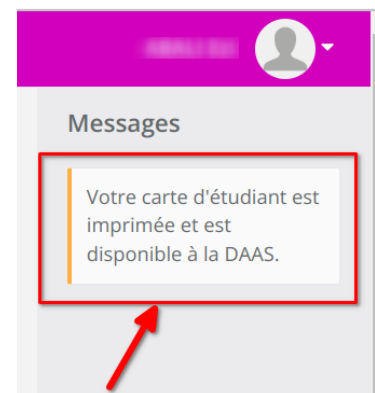 Messages
Votre carte d'étudiant est
imprimée et est
disponible à la DAAS.